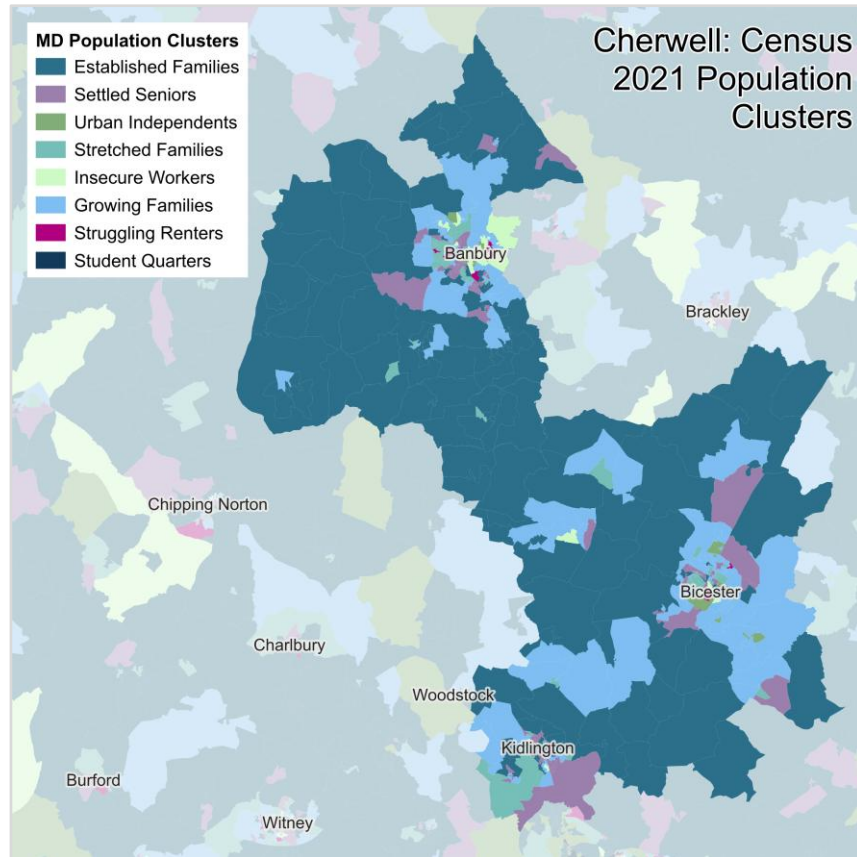 Cherwell: Census
2021 Population
Clusters
MD Population Clusters
Established Families
Settled Seniors
Urban Independents
Stretched Families
Insecure Workers
Growing Families
Struggling Renters
Student Quarters
Banbury
Brackley
Chipping Norton
Bicester
Charlbury
Woodstock
Kidlington
Burford
Witney